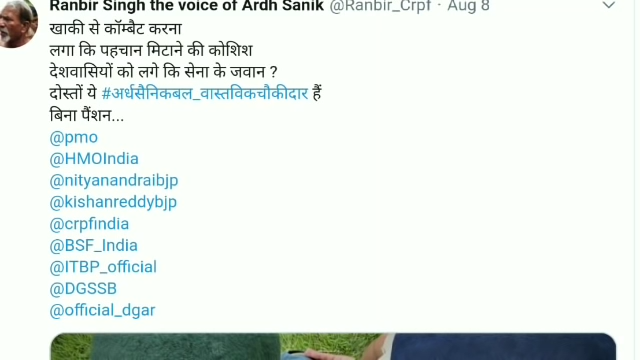 Ranbir Singh the voice of Ardh Sanik @Ranbir_Crpf · Aug 8
खाकी से कॉम्बैट करना
लगा कि पहचान मिटाने की कोशिश
देशवासियों को लगे कि सेना के जवान ?
दोस्तों ये #अर्धसैनिकबल_वास्तविकचौकीदार हैं
बिना पैंशन...
@pmo
@HMOIndia
@nityanandraibjp
@kishanreddybjp
@crpfindia
@BSF_India
@ITBP_official
@DGSSB
@official_dgar